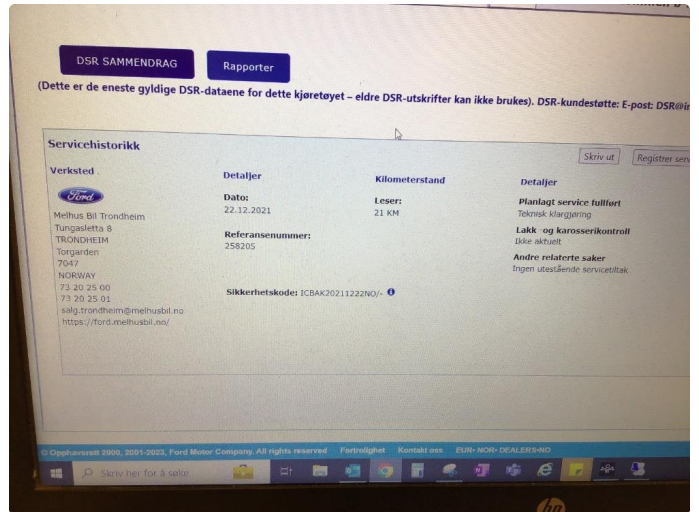 DSR SAMMENDRAG
Rapporter
(Dette er de eneste gyldige DSR-dataene for dette kjøretøyet – eldre DSR-utskrifter kan ikke brukes). DSR-kundestøtte: E-post:
Servicehistorikk
Skriv ut
Registrer
Verksted
Ford
Melhus Bil Trondheim
Tungasletta 8
TRONDHEIM
Torgarden
7047
NORWAY
73 20 25 00
73 20 25 01
salg.trondheim@melhusbil.no
https://ford.melhusbil.no/
Detaljer
Dato:
22.12.2021
Referansenummer:
258205
Sikkerhetskode: ICBAK20211222NO/-
Kilometerstand
Leser:
21 KM
Detaljer
Planlagt service fullført
Teknisk klargjøring
Lakk -og karosserikontroll
Ikke aktuelt
Andre relaterte saker
Ingen utestående servicetiltak
© Opphavsrett 2000, 2001-2023, Ford Motor Company. All rights reserved
Fortrolighet
Kontakt oss
EUR- NOR- DEALERS-NO
Skriv her for å søke
hp